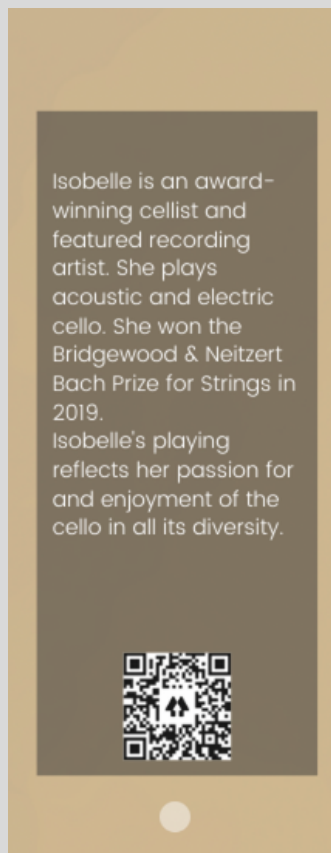 Isobelle is an award-
winning cellist and
featured recording
artist. She plays
acoustic and electric
cello. She won the
Bridgewood & Neitzert
Bach Prize for Strings in
2019.
Isobelle's playing
reflects her passion for
and enjoyment of the
cello in all its diversity.